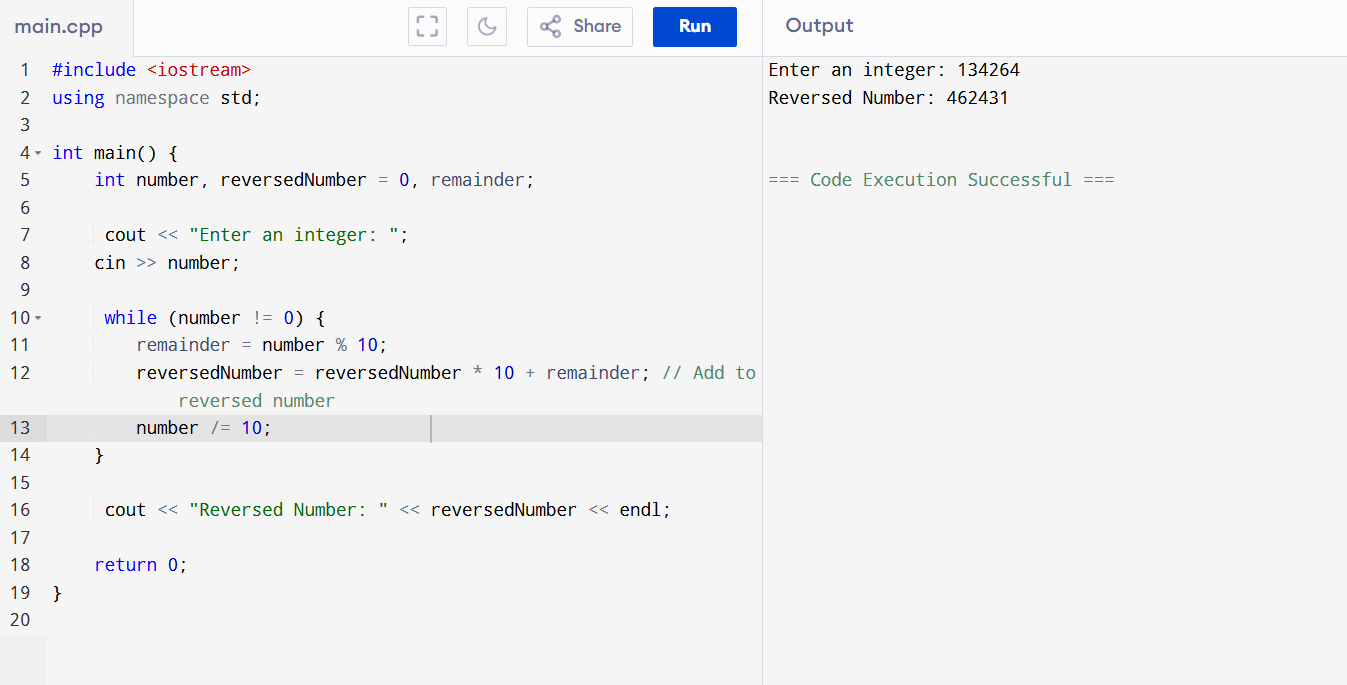 main.cpp
Share
Run
Output
1 #include <iostream>
2 using namespace std;
3
4 int main() {
5     int number, reversedNumber = 0, remainder;
6
7      cout << "Enter an integer: ";
8     cin >> number;
9
10      while (number != 0) {
11         remainder = number % 10;
12         reversedNumber = reversedNumber * 10 + remainder; // Add to
            reversed number
13         number /= 10;
14     }
15
16      cout << "Reversed Number: " << reversedNumber << endl;
17
18     return 0;
19 }
20
Enter an integer: 134264
Reversed Number: 462431
=== Code Execution Successful ===